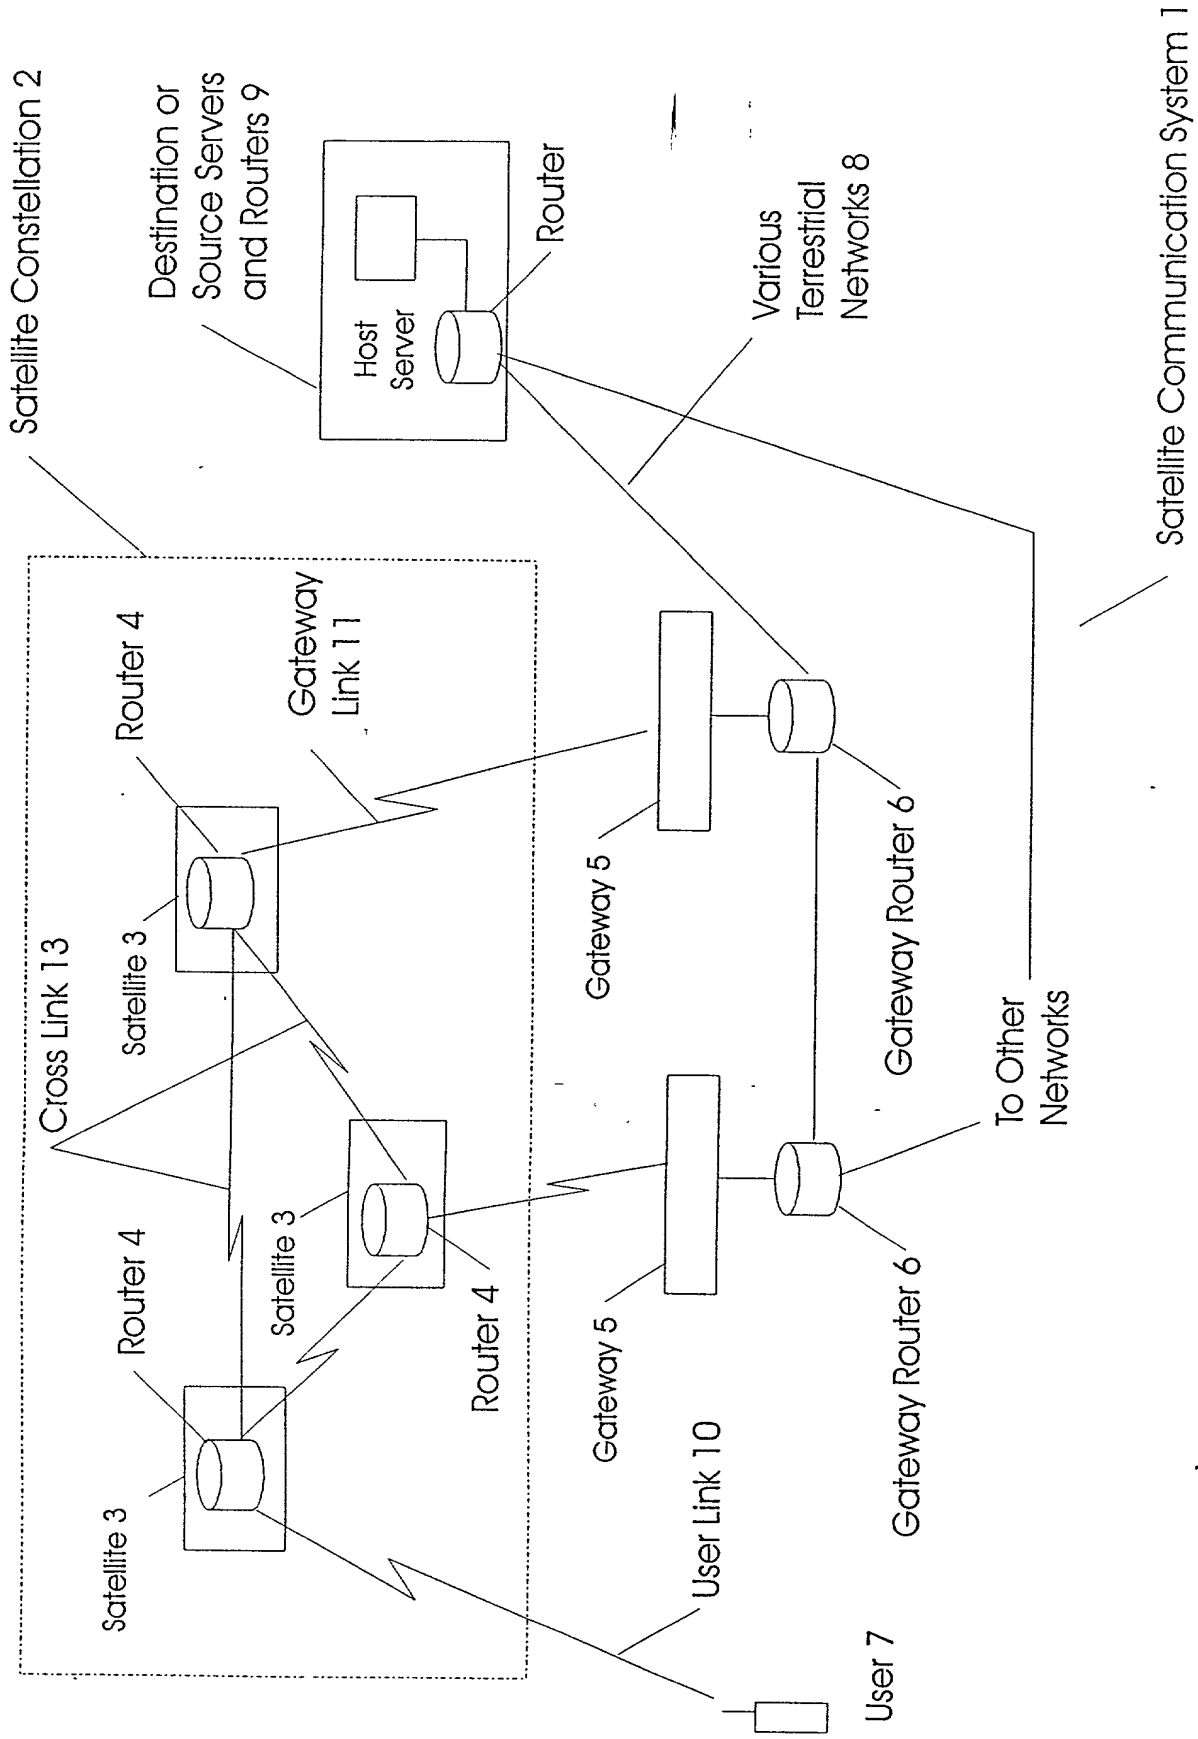 Satellite Constellation 2
Cross Link 13
Satellite 3
Router 4
Satellite 3
Router 4
Satellite 3
Router 4
Gateway
Link 11
Destination or
Source Servers
and Routers 9
Host
Server
Router
User Link 10
User 7
Gateway 5
Gateway 5
Gateway Router 6
Gateway Router 6
Various
Terrestrial
Networks 8
To Other
Networks
Satellite Communication System 1